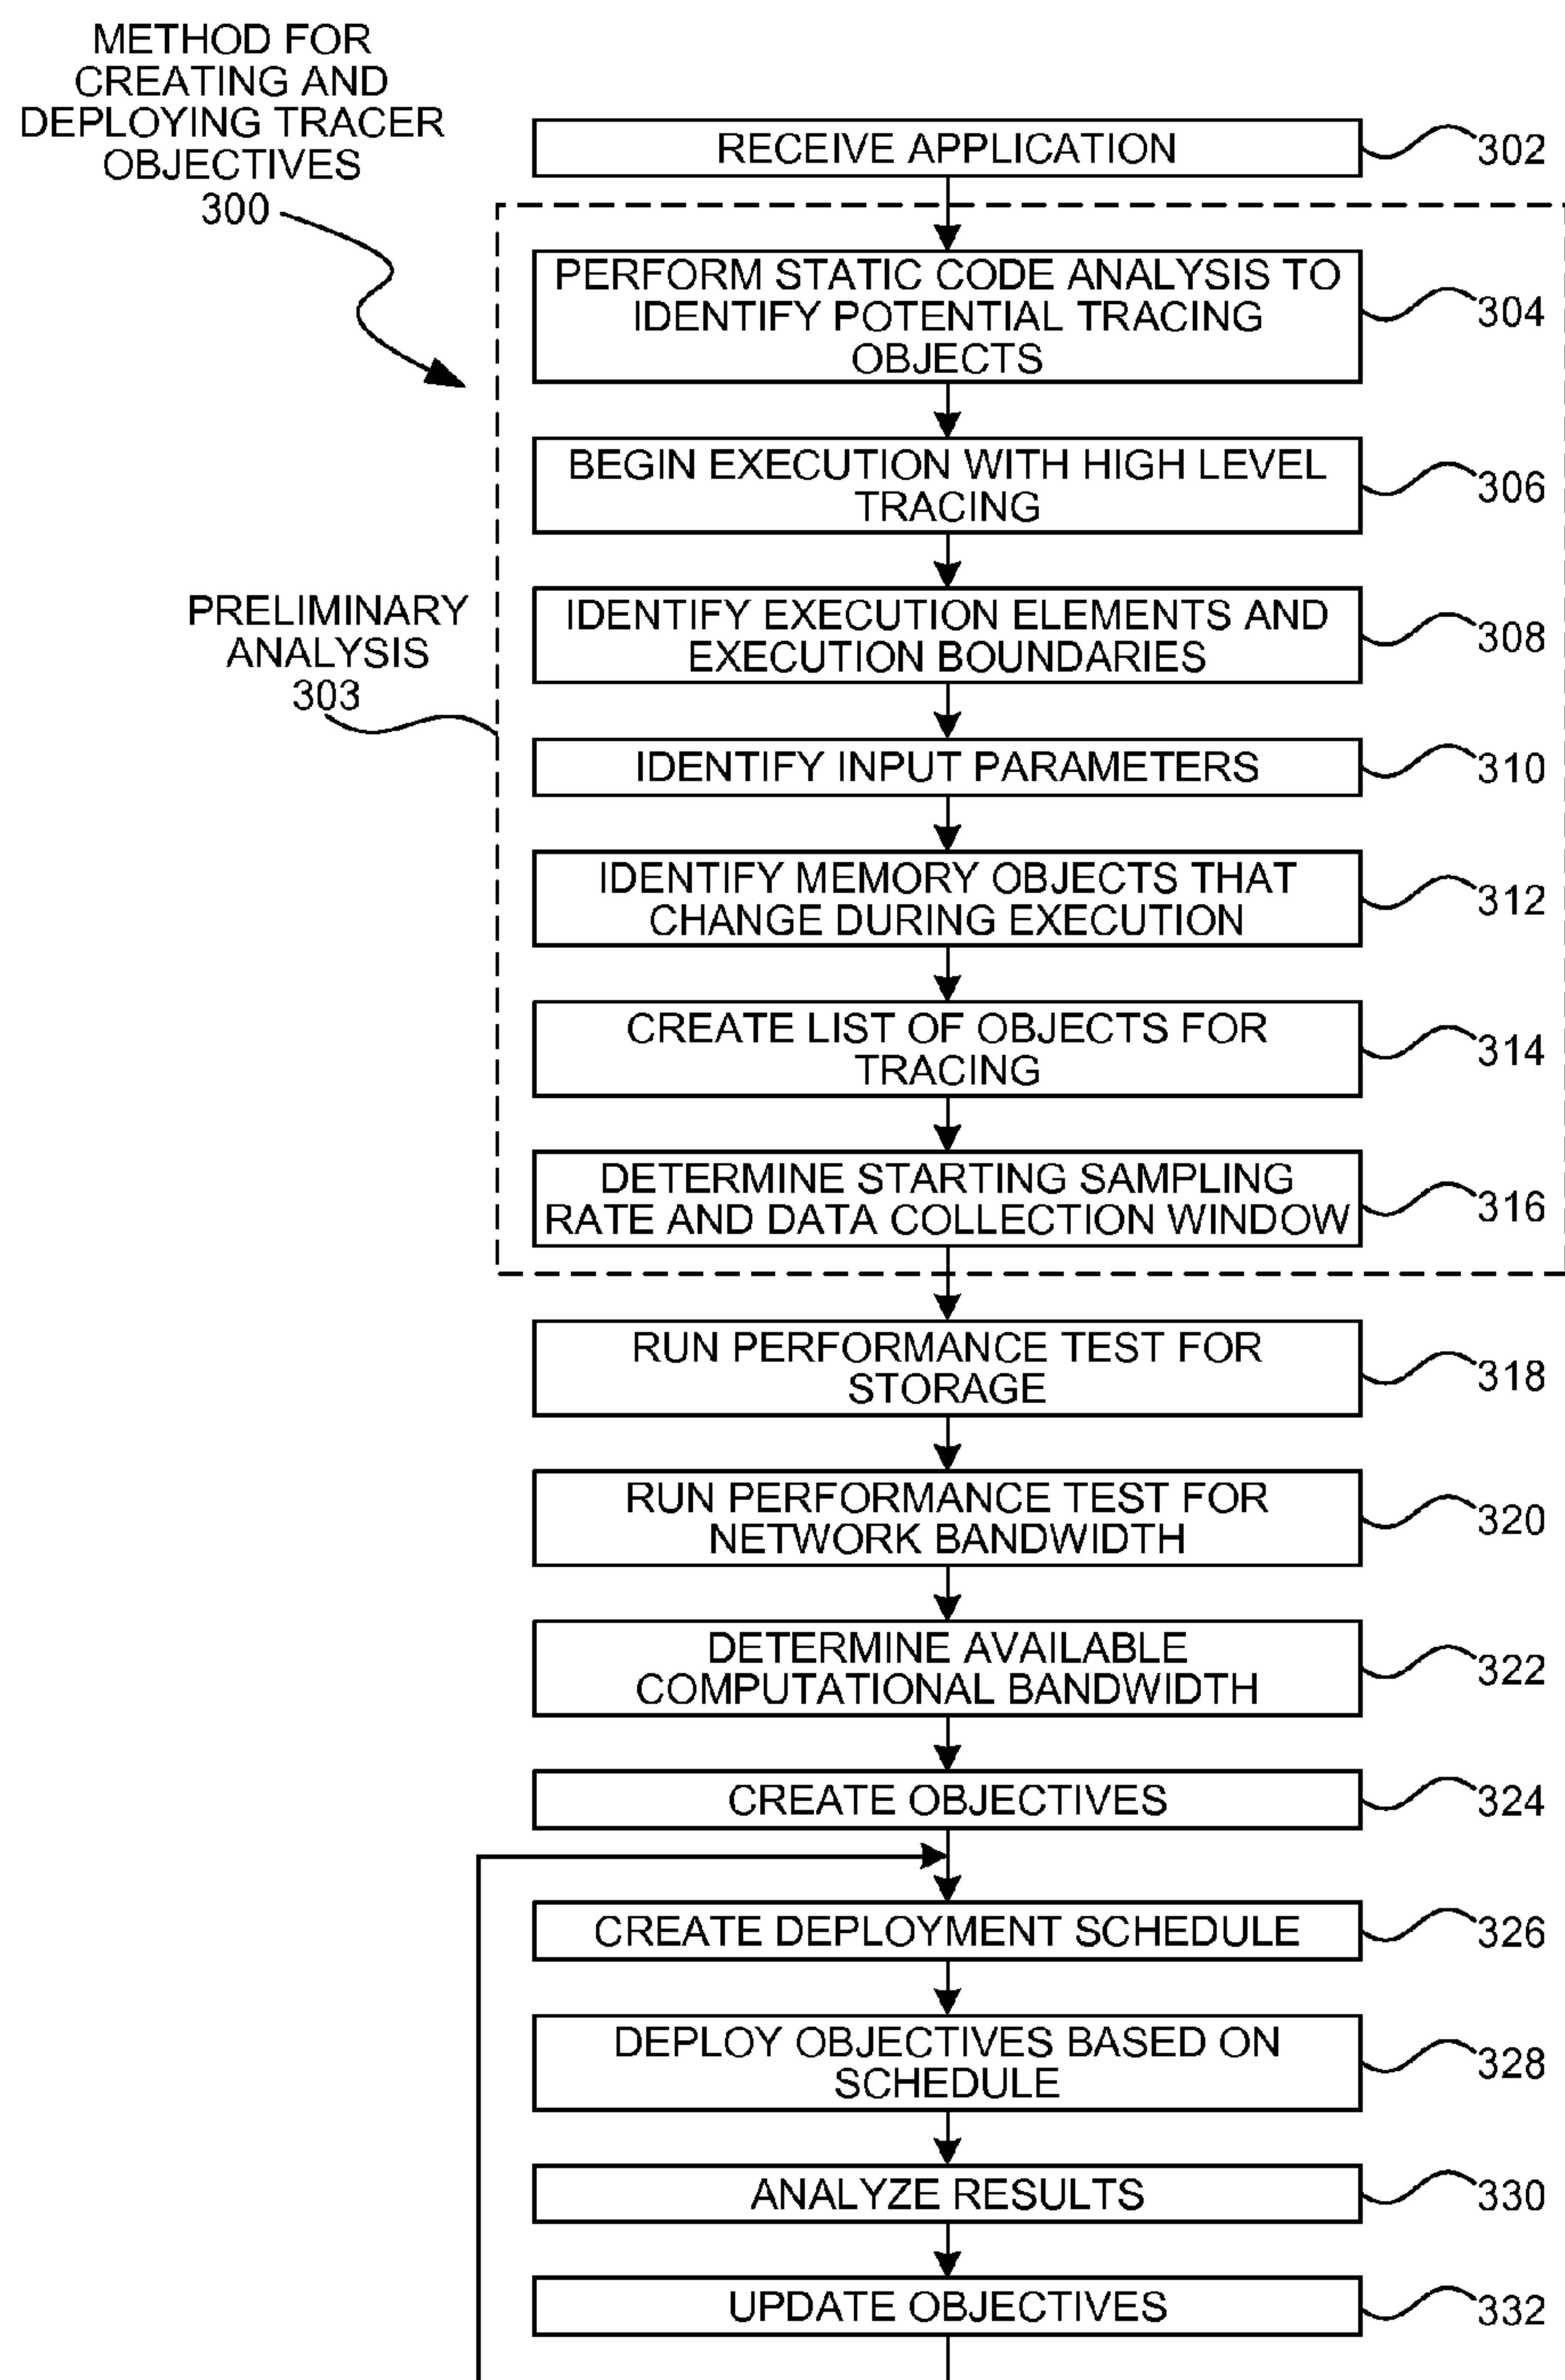 METHOD FOR
CREATING AND
DEPLOYING TRACER
OBJECTIVES
300
RECEIVE APPLICATION
302
PERFORM STATIC CODE ANALYSIS TO
IDENTIFY POTENTIAL TRACING
OBJECTS
304
BEGIN EXECUTION WITH HIGH LEVEL
TRACING
306
PRELIMINARY
ANALYSIS
303
IDENTIFY EXECUTION ELEMENTS AND
EXECUTION BOUNDARIES
308
IDENTIFY INPUT PARAMETERS
310
IDENTIFY MEMORY OBJECTS THAT
CHANGE DURING EXECUTION
312
CREATE LIST OF OBJECTS FOR
TRACING
314
DETERMINE STARTING SAMPLING
RATE AND DATA COLLECTION WINDOW
316
RUN PERFORMANCE TEST FOR
STORAGE
318
RUN PERFORMANCE TEST FOR
NETWORK BANDWIDTH
320
DETERMINE AVAILABLE
COMPUTATIONAL BANDWIDTH
322
CREATE OBJECTIVES
324
CREATE DEPLOYMENT SCHEDULE
326
DEPLOY OBJECTIVES BASED ON
SCHEDULE
328
ANALYZE RESULTS
330
UPDATE OBJECTIVES
332